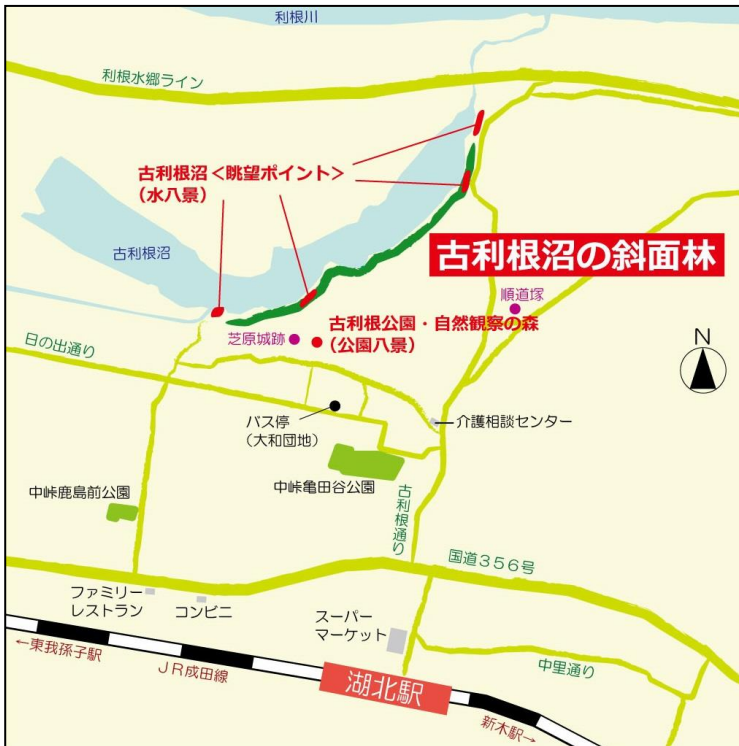 利根川
利根水郷ライン
古利根沼<眺望ポイント>
(水八景)
古利根沼
古利根沼の斜面林
順道塚
古利根公園・自然観察の森
(公園八景)
芝原城跡
日の出通り
N
バス停
(大和団地)
介護相談センター
中峠亀田谷公園
中峠鹿島前公園
古利根通り
国道356号
ファミリー
レストラン
コンビニ
スーパー
マーケット
←東我孫子駅
JR成田線
湖北駅
中里通り
新木駅→